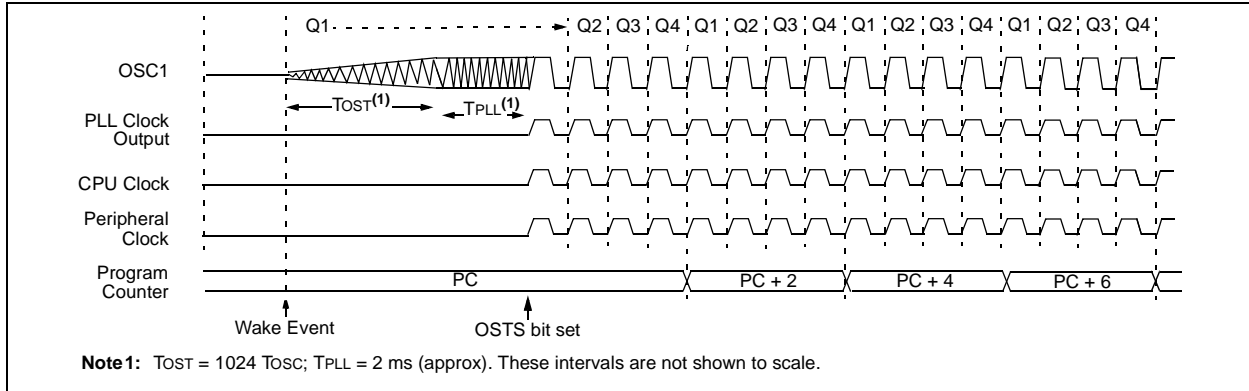 Q1 Q2 Q3 Q4 Q1 Q2 Q3 Q4 Q1 Q2 Q3 Q4 Q1 Q2 Q3 Q4
OSC1
TOST(1) TPLL(1)
PLL Clock
Output
CPU Clock
Peripheral
Clock
Program
Counter
PC PC + 2 PC + 4 PC + 6
Wake Event OSTS bit set
Note1: TOST = 1024 TOSC; TPLL = 2 ms (approx). These intervals are not shown to scale.